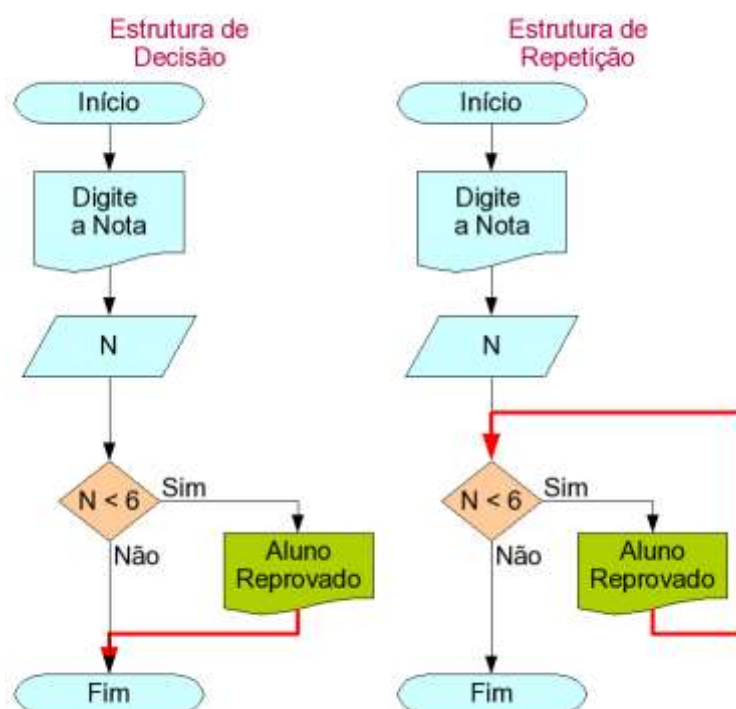 Estrutura de
Decisão
Início
Digite
a Nota
N
N < 6
Sim
Não
Aluno
Reprovado
Fim
Estrutura de
Repetição
Início
Digite
a Nota
N
N < 6
Sim
Não
Aluno
Reprovado
Fim